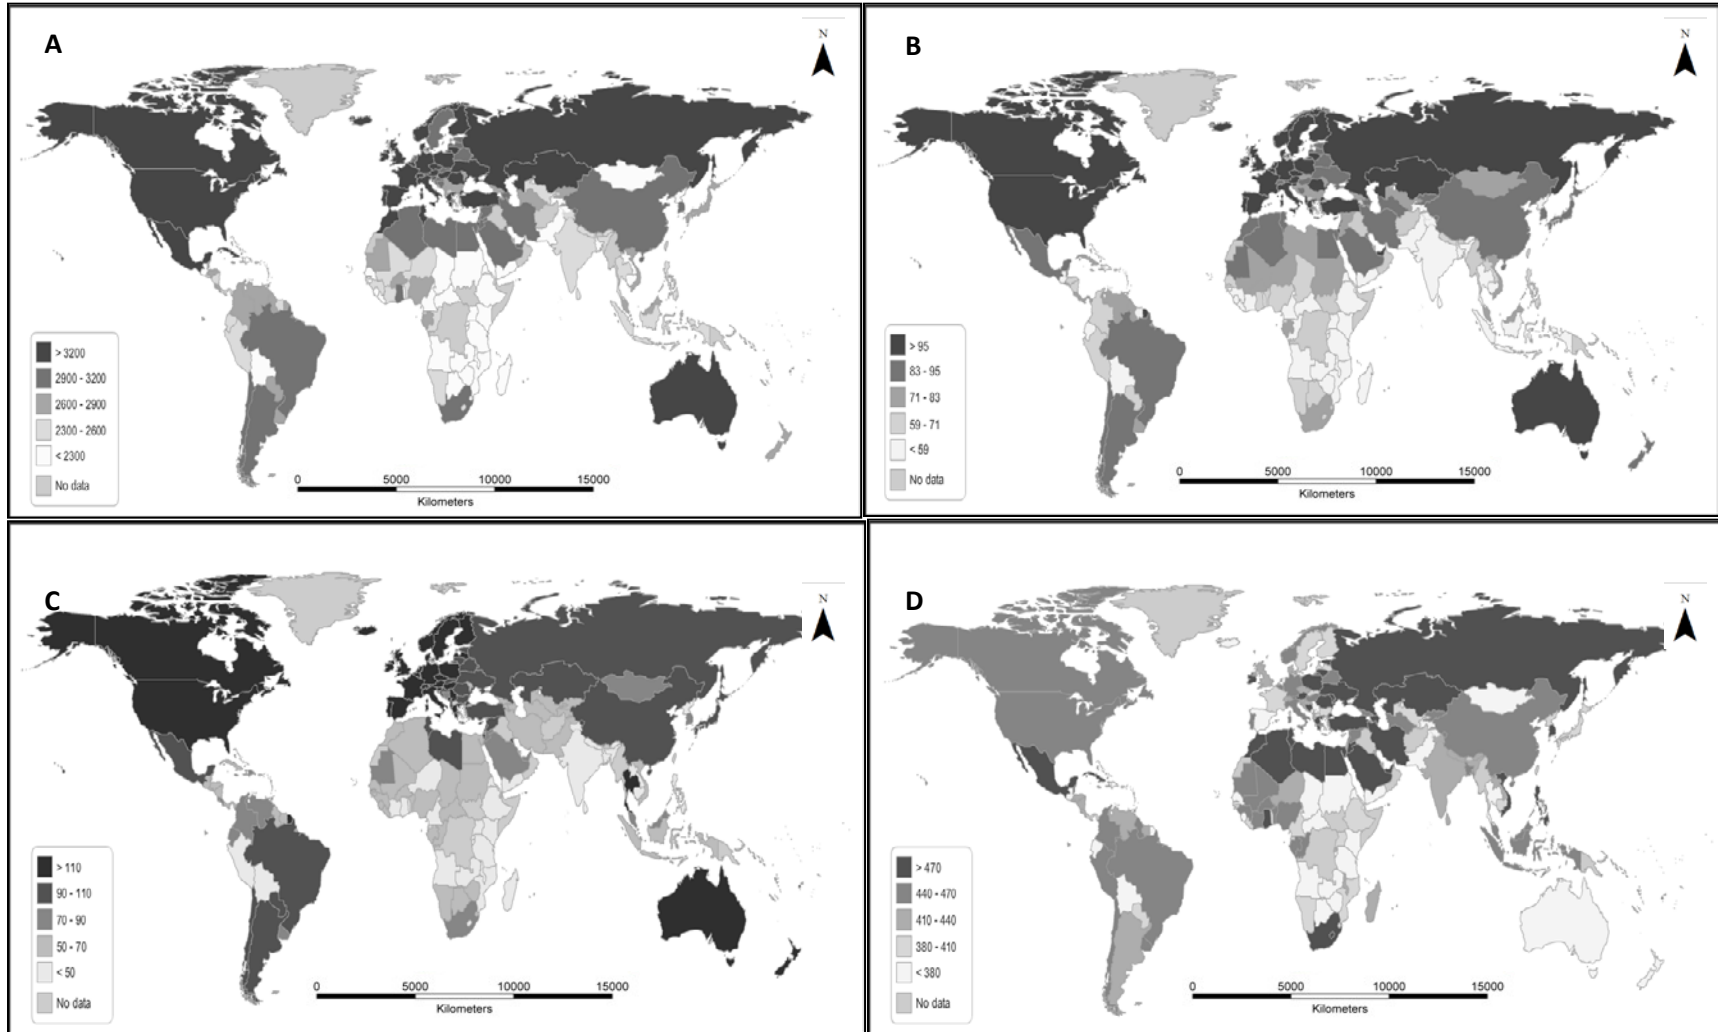 A
N
> 3200
2900 - 3200
2600 - 2900
2300 - 2600
< 2300
No data
0 5000 10000 15000
Kilometers
B
N
> 95
83 - 95
71 - 83
59 - 71
< 59
No data
0 5000 10000 15000
Kilometers
C
N
> 110
90 - 110
70 - 90
50 - 70
< 50
No data
0 5000 10000 15000
Kilometers
D
N
> 470
440 - 470
410 - 440
380 - 410
< 380
No data
0 5000 10000 15000
Kilometers